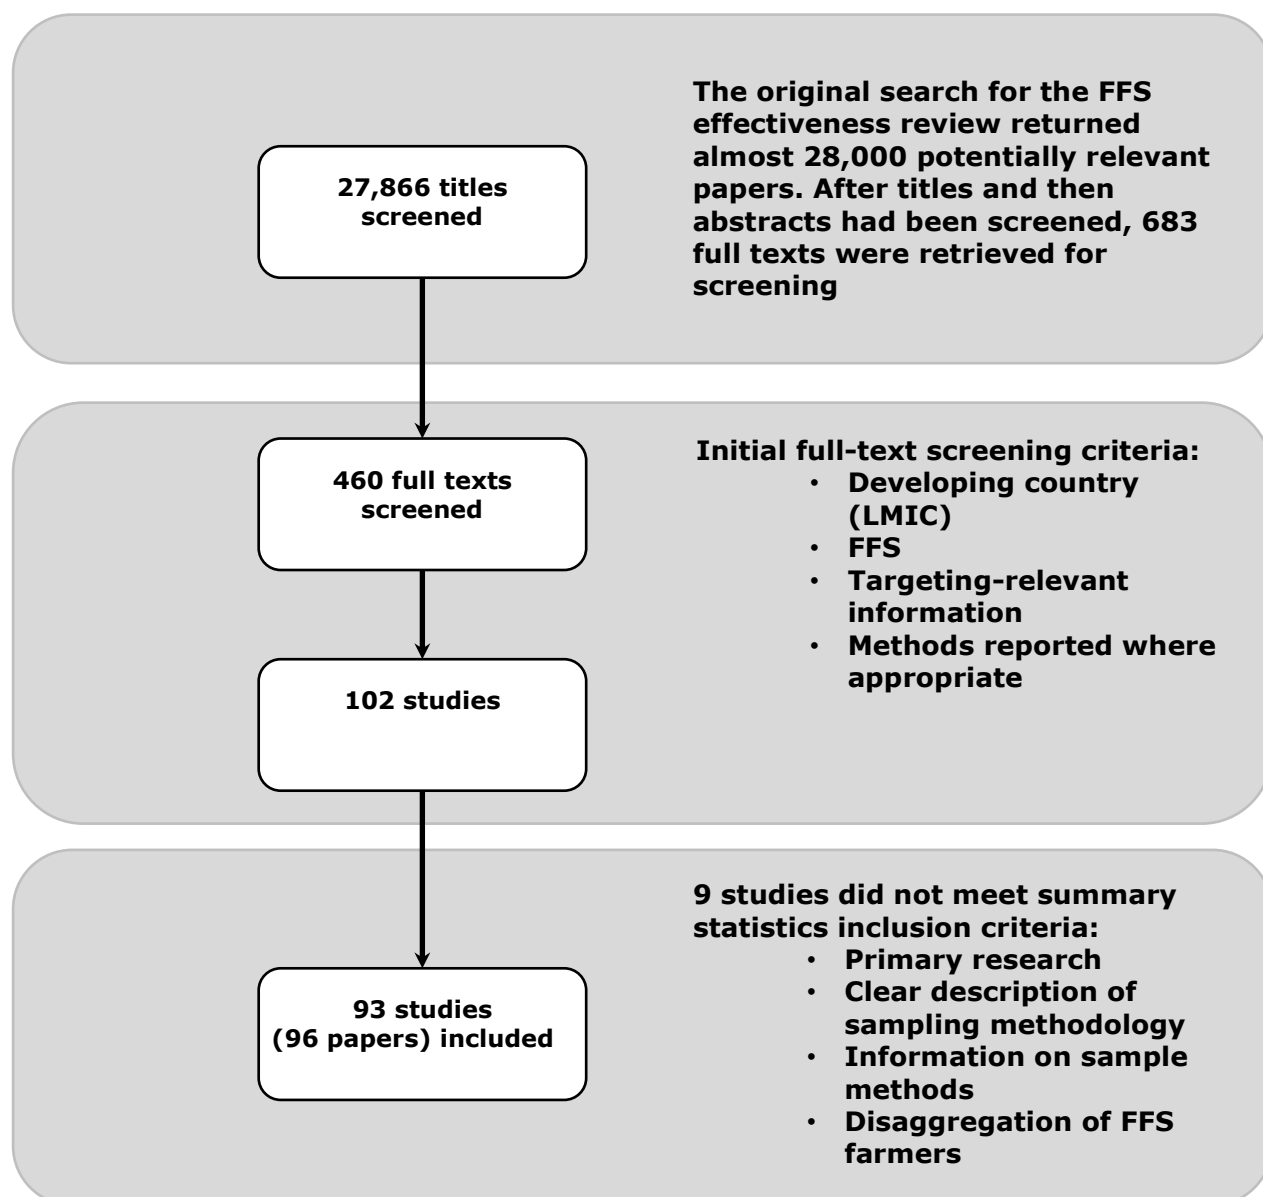 27,866 titles
screened
The original search for the FFS
effectiveness review returned
almost 28,000 potentially relevant
papers. After titles and then
abstracts had been screened, 683
full texts were retrieved for
screening
460 full texts
screened
102 studies
Initial full-text screening criteria:
• Developing country
(LMIC)
• FFS
• Targeting-relevant
information
• Methods reported where
appropriate
93 studies
(96 papers) included
9 studies did not meet summary
statistics inclusion criteria:
• Primary research
• Clear description of
sampling methodology
• Information on sample
methods
• Disaggregation of FFS
farmers